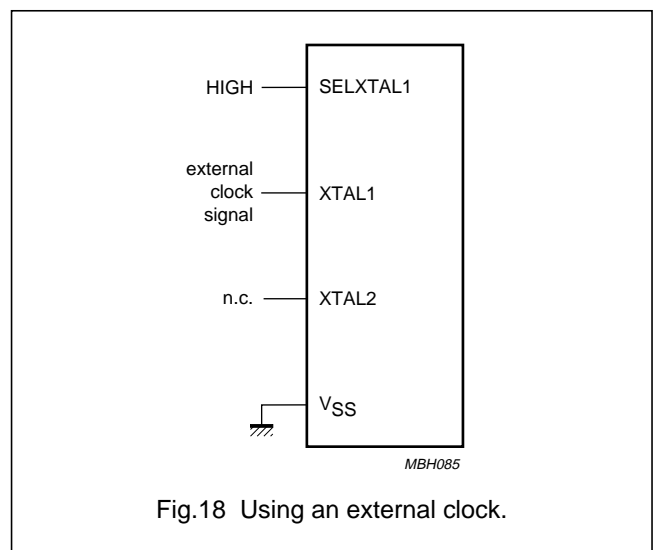 HIGH SELXTAL1
external
clock XTAL1
signal
n.c. XTAL2
VSS
MBH085
Fig.18 Using an external clock.